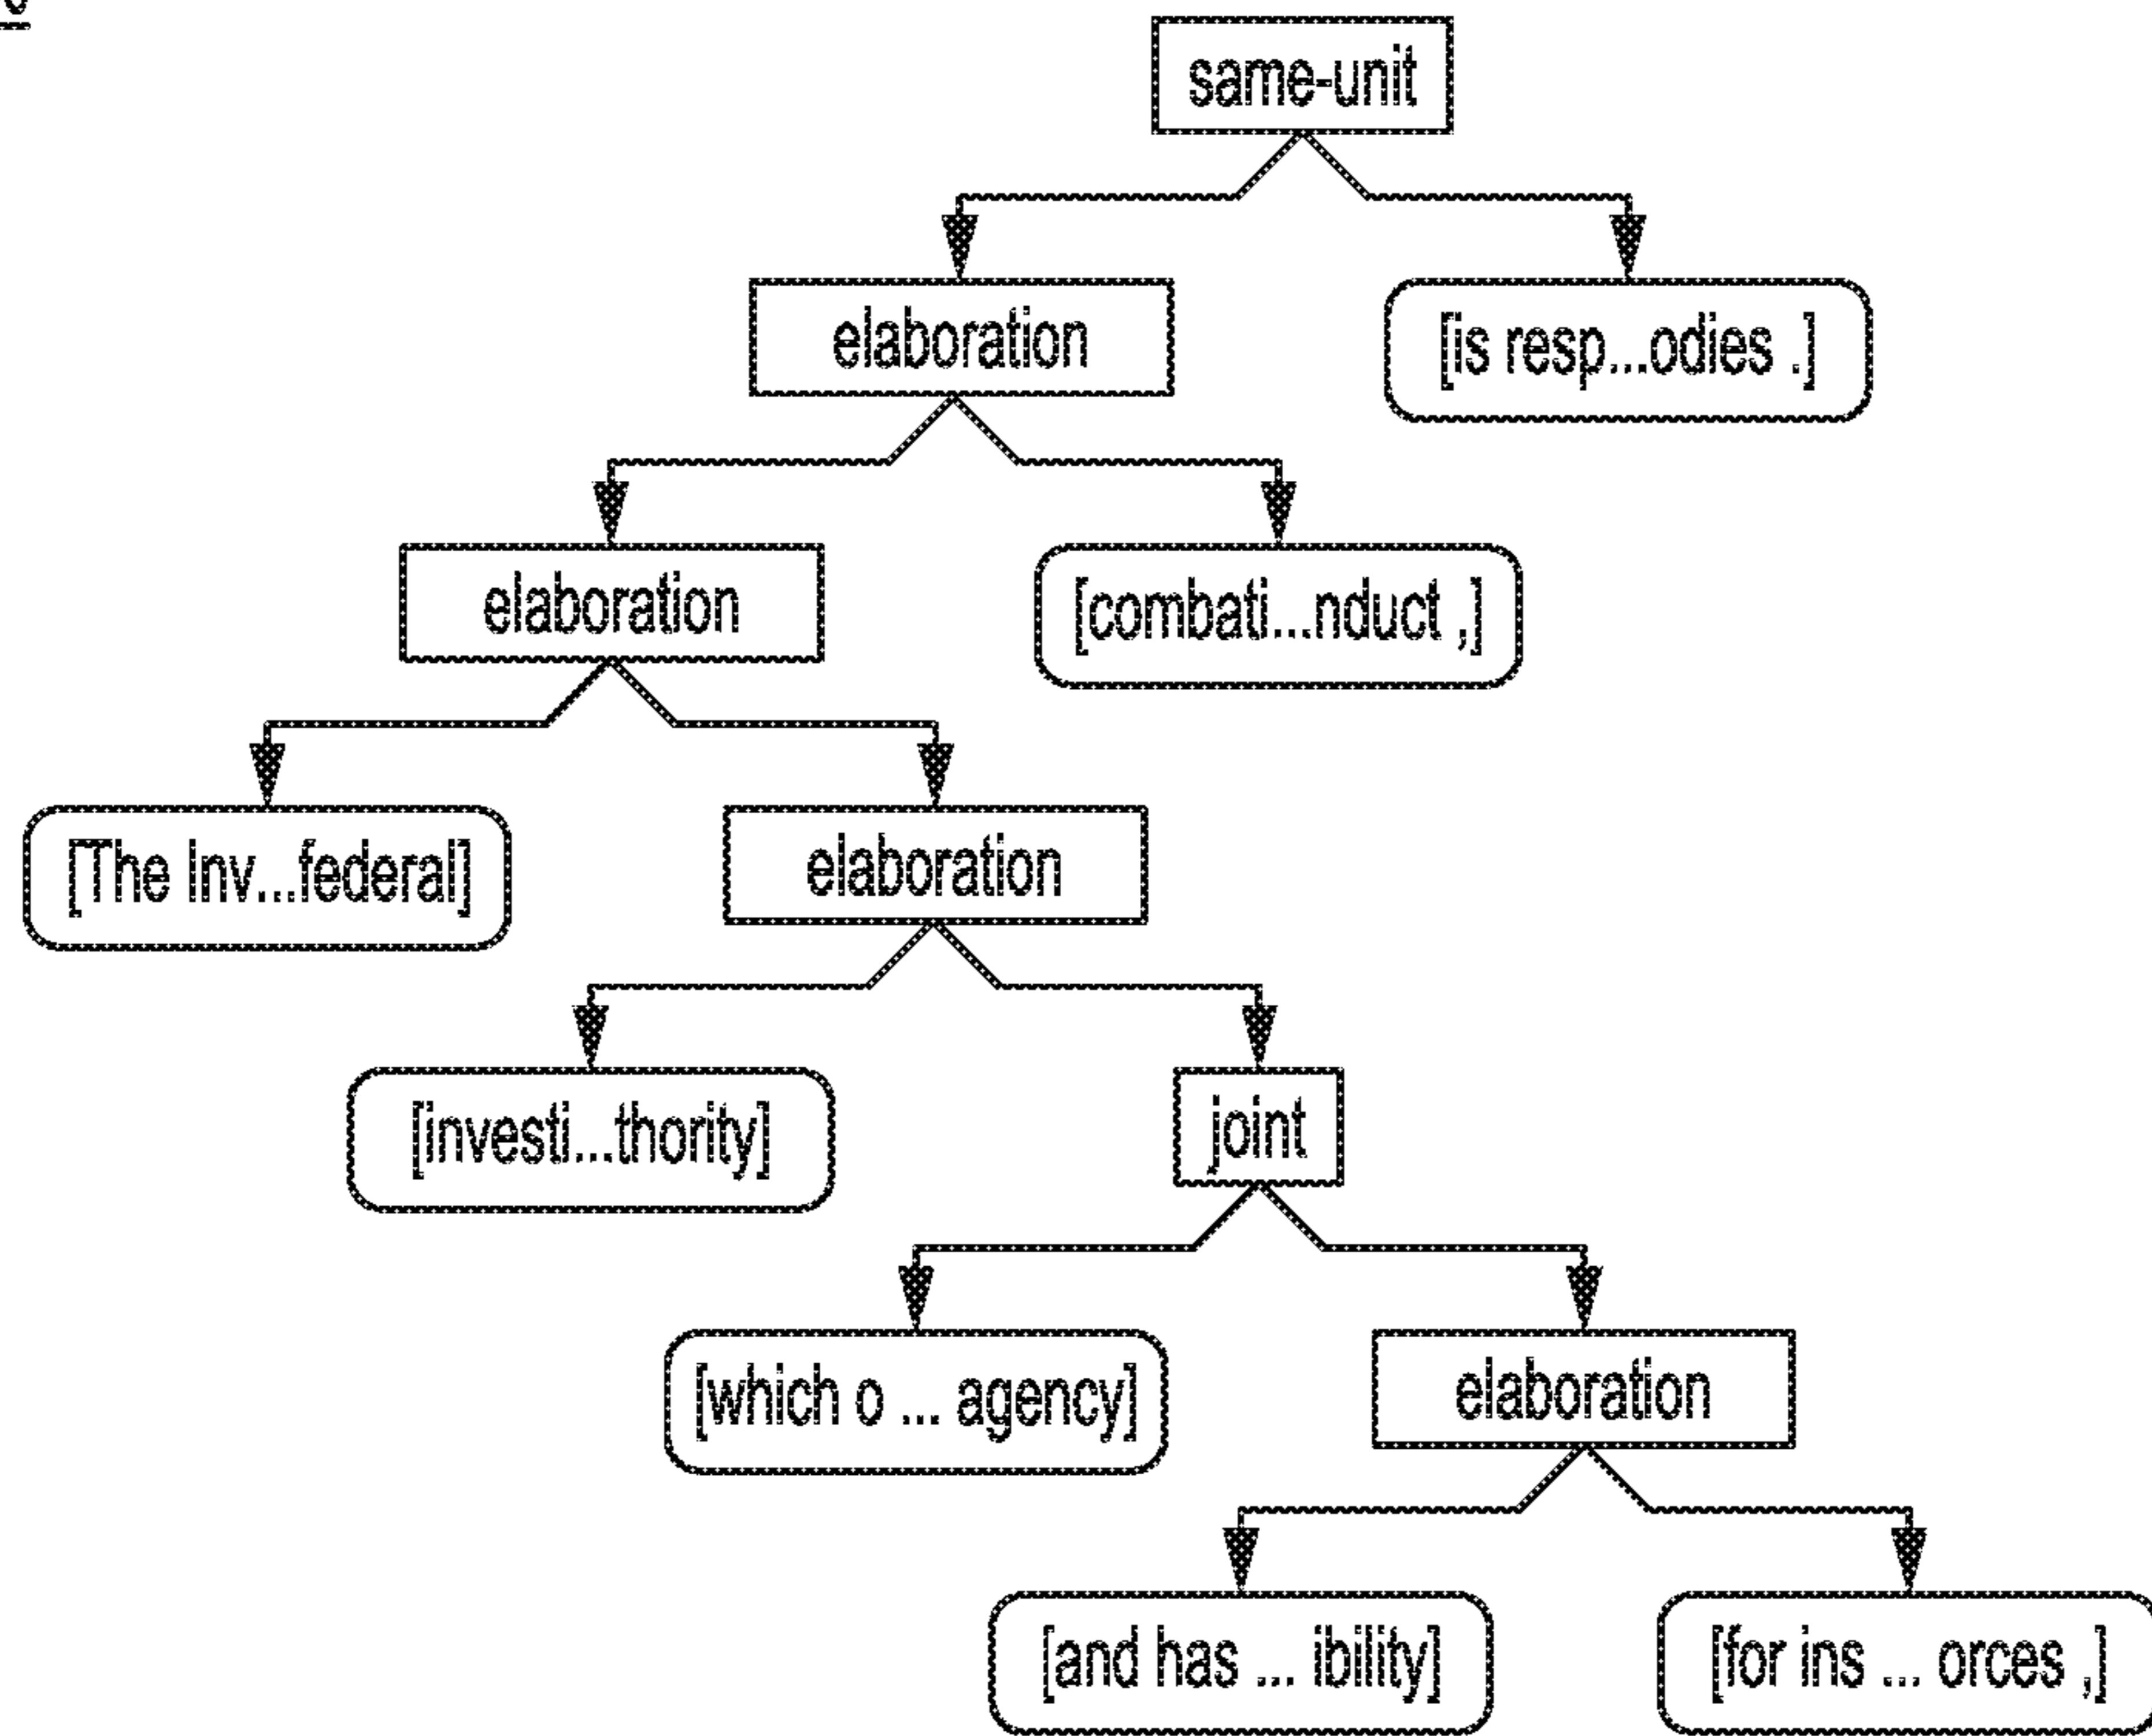 same-unit
elaboration
[is resp...odies .]
elaboration
[combati...nduct ,]
[The Inv...federal]
elaboration
[investi...thority]
joint
[which o ... agency]
elaboration
[and has ... ibility]
[for ins ... orces ,]